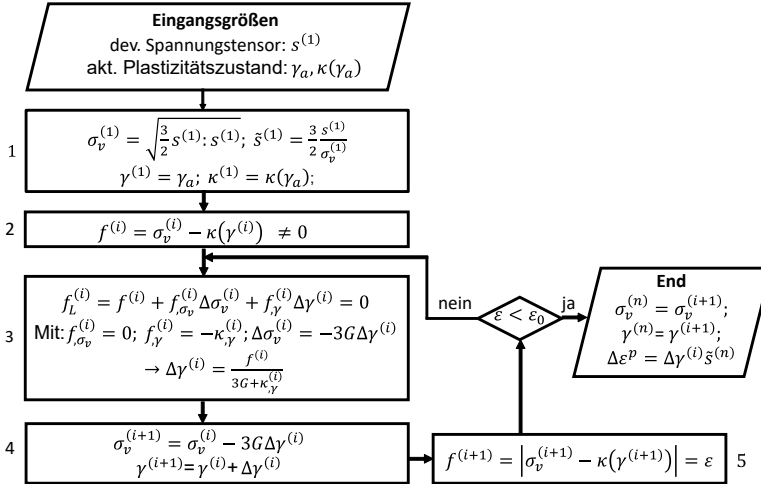 Eingangsgrößen
dev. Spannungstensor: s^{(1)}
akt. Plastizitätszustand: γ_a, κ(γ_a)
1
σ_v^{(1)} = √(3/2 s^{(1)}: s^{(1)}); s̃^{(1)} = 3/2 s^{(1)}/σ_v^{(1)}
γ^{(1)} = γ_a; κ^{(1)} = κ(γ_a);
2
f^{(i)} = σ_v^{(i)} − κ(γ^{(i)}) ≠ 0
3
f_L^{(i)} = f^{(i)} + f_{,σ_v}^{(i)} Δσ_v^{(i)} + f_{,γ}^{(i)} Δγ^{(i)} = 0
Mit: f_{,σ_v}^{(i)} = 0; f_{,γ}^{(i)} = −κ_{,γ}^{(i)}; Δσ_v^{(i)} = −3GΔγ^{(i)}
→ Δγ^{(i)} = f^{(i)}/(3G+κ_{,γ}^{(i)})
4
σ_v^{(i+1)} = σ_v^{(i)} − 3GΔγ^{(i)}
γ^{(i+1)}=γ^{(i)}+Δγ^{(i)}
f^{(i+1)} = |σ_v^{(i+1)} − κ(γ^{(i+1)})| = ε
5
nein
ε < ε_0
ja
End
σ_v^{(n)} = σ_v^{(i+1)};
γ^{(n)}= γ^{(i+1)};
Δε^p = Δγ^{(i)} s̃^{(n)}